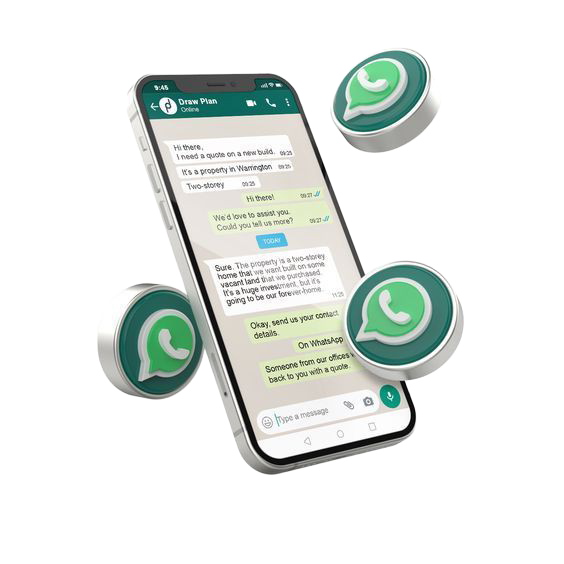 9:45
Draw Plan
Online
Hi there,
I need a quote on a new build. 09:25
It's a property in Warrington 09:25
Two-storey 09:25
Hi there! 09:27
We'd love to assist you.
Could you tell us more? 09:27
TODAY
Sure. The property is a two-storey
home that we want built on some
vacant land that we purchased.
It's a huge investment, but it's
going to be our forever-home. 11:25
Okay, send us your contact
details.
On WhatsApp
Someone from our offices
back to you with a quote.
Type a message